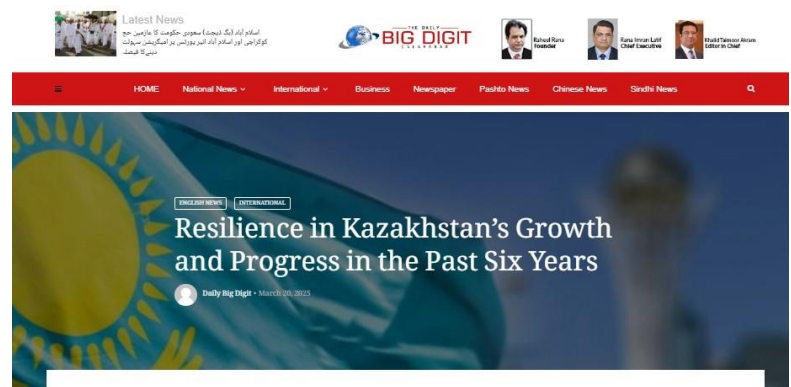 Latest News
اسلام آباد (بگ ڈیجٹ) سعودی حکومت کا عازمین حج
کوکراچی اور اسلام آباد ائیر پورٹس پر امیگریشن سہولت
دینے کا فیصلہ
THE DAILY
BIG DIGIT
ISLAMABAD
Raheel Rana
Founder
Rana Imran Latif
Chief Executive
Khalid Taimoor Akram
Editor in Chief
HOME National News International Business Newspaper Pashto News Chinese News Sindhi News
ENGLISH NEWS INTERNATIONAL
Resilience in Kazakhstan's Growth
and Progress in the Past Six Years
Daily Big Digit • March 20, 2025